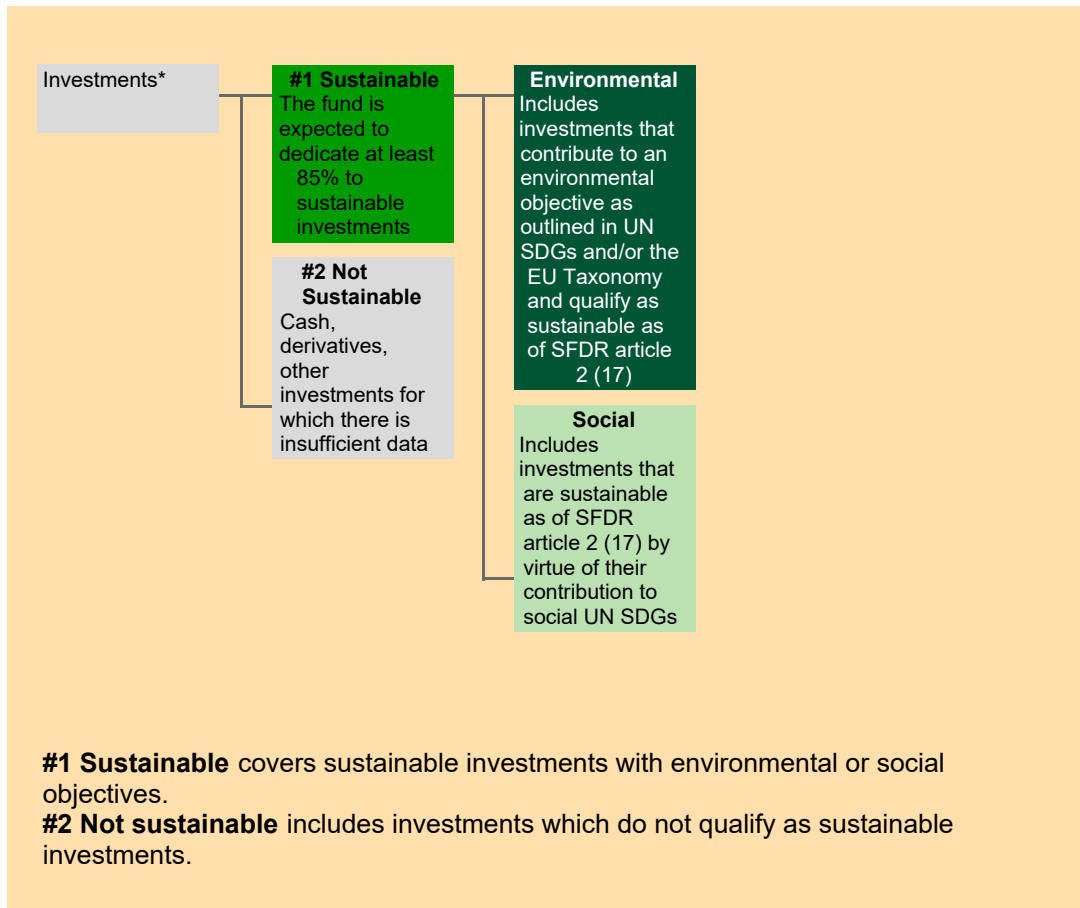 Investments*
#1 Sustainable
The fund is
expected to
dedicate at least
85% to
sustainable
investments
#2 Not
Sustainable
Cash,
derivatives,
other
investments for
which there is
insufficient data
Environmental
Includes
investments that
contribute to an
environmental
objective as
outlined in UN
SDGs and/or the
EU Taxonomy
and qualify as
sustainable as
of SFDR article
2 (17)
Social
Includes
investments that
are sustainable
as of SFDR
article 2 (17) by
virtue of their
contribution to
social UN SDGs
#1 Sustainable covers sustainable investments with environmental or social
objectives.
#2 Not sustainable includes investments which do not qualify as sustainable
investments.